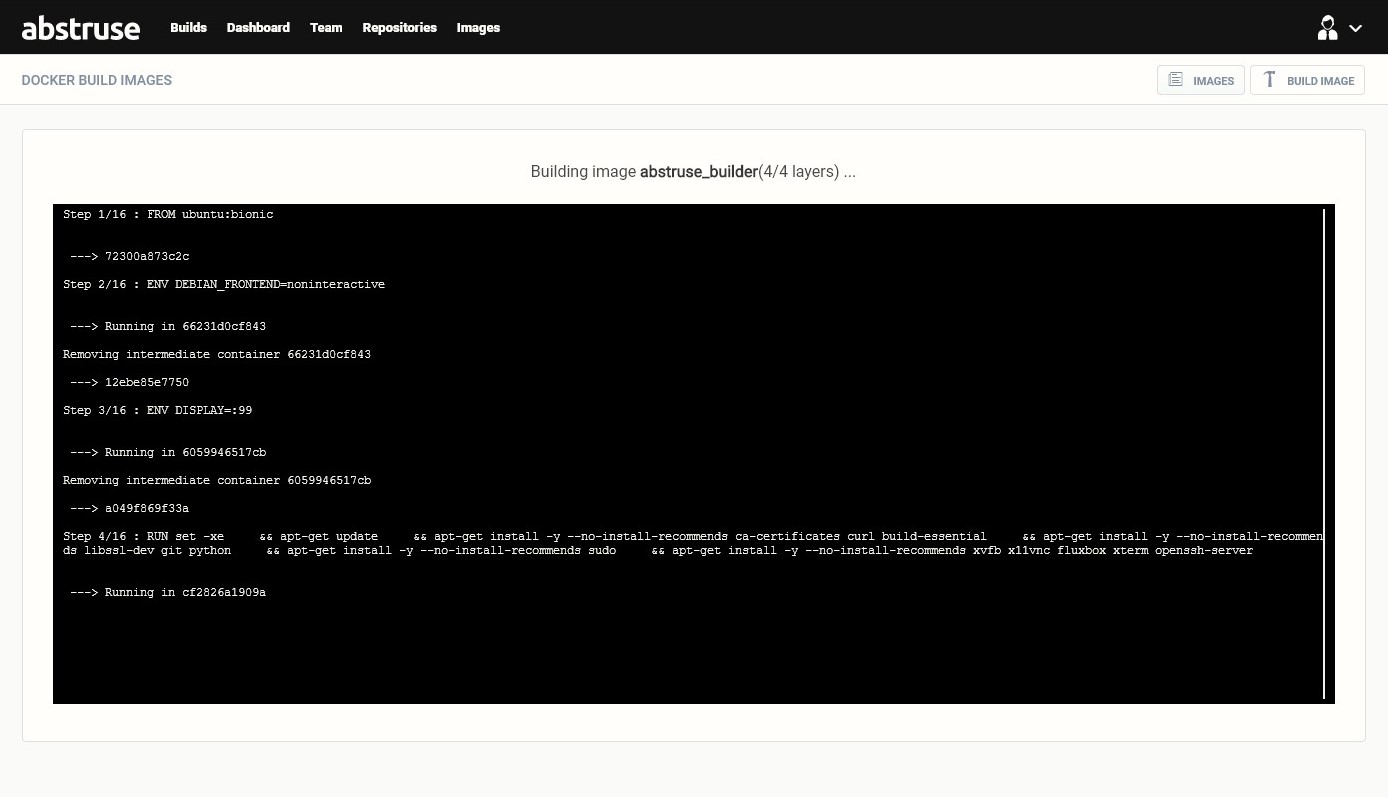 abstruse Builds Dashboard Team Repositories Images
DOCKER BUILD IMAGES IMAGES BUILD IMAGE
Building image abstruse_builder(4/4 layers) ...
Step 1/16 : FROM ubuntu:bionic
---> 72300a873c2c
Step 2/16 : ENV DEBIAN_FRONTEND=noninteractive
---> Running in 66231d0cf843
Removing intermediate container 66231d0cf843
---> 12ebe85e7750
Step 3/16 : ENV DISPLAY=:99
---> Running in 6059946517cb
Removing intermediate container 6059946517cb
---> a049f869f33a
Step 4/16 : RUN set -xe     && apt-get update     && apt-get install -y --no-install-recommends ca-certificates curl build-essential     && apt-get install -y --no-install-recommen
ds libssl-dev git python     && apt-get install -y --no-install-recommends sudo     && apt-get install -y --no-install-recommends xvfb x11vnc fluxbox xterm openssh-server
---> Running in cf2826a1909a